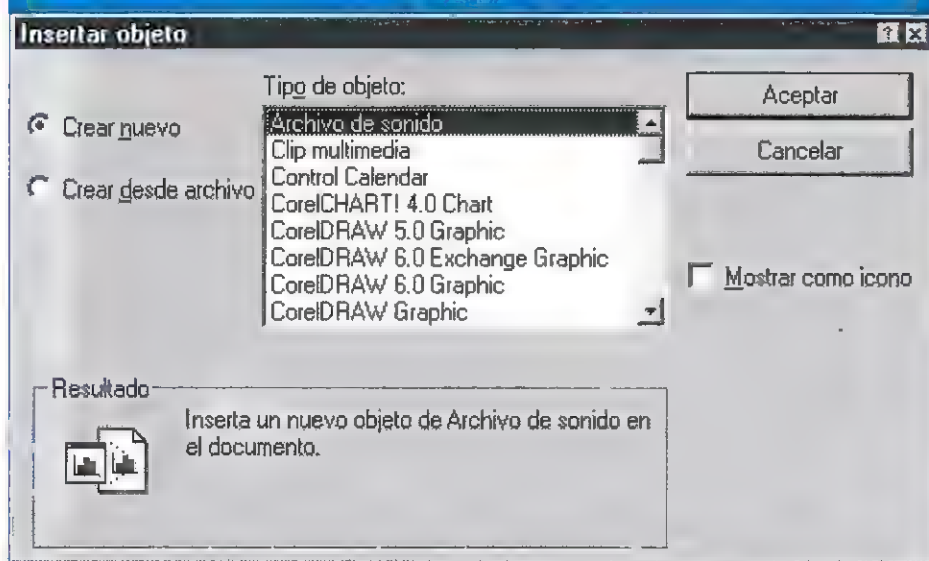 Insertar objeto
Tipo de objeto:
Crear nuevo
Crear desde archivo
Archivo de sonido
Clip multimedia
Control Calendar
CorelCHART! 4.0 Chart
CorelDRAW 5.0 Graphic
CorelDRAW 6.0 Exchange Graphic
CorelDRAW 6.0 Graphic
CorelDRAW Graphic
Aceptar
Cancelar
Mostrar como icono
Resultado
Inserta un nuevo objeto de Archivo de sonido en
el documento.